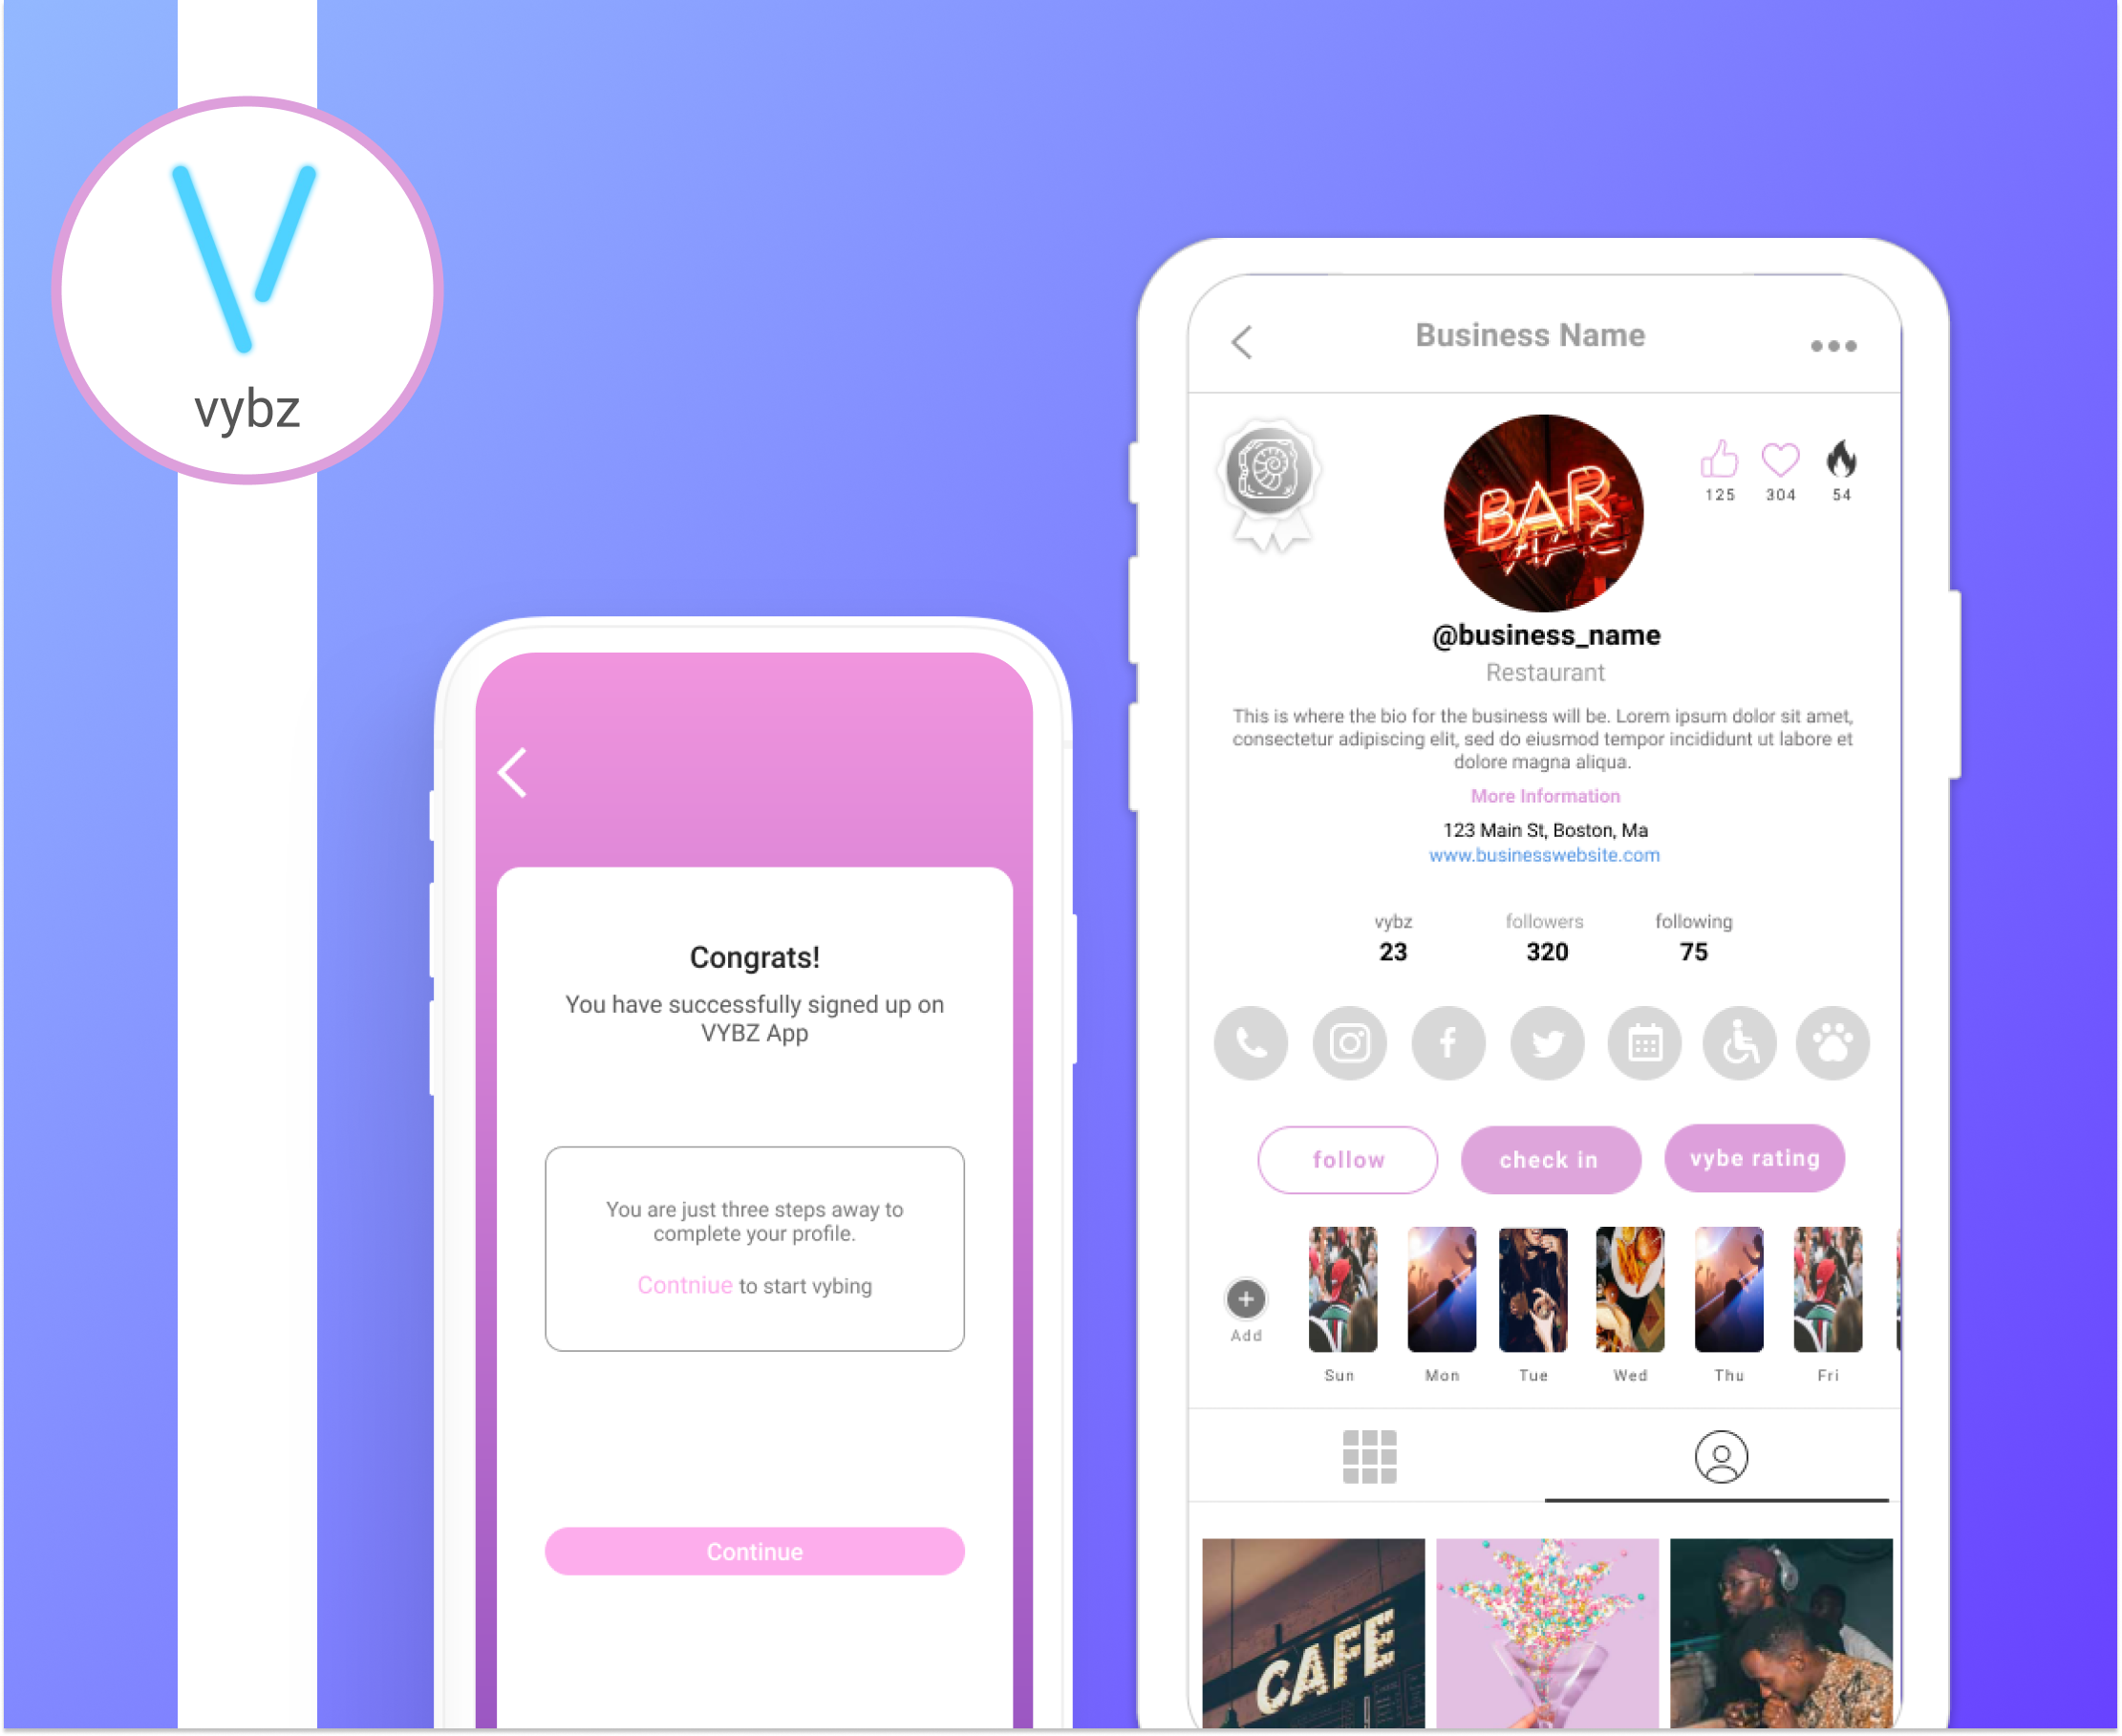 vybz
Congrats!
You have successfully signed up on
VYBZ App
You are just three steps away to
complete your profile.
Contniue to start vybing
Continue
Business Name
125 304 54
BAR
@business_name
Restaurant
This is where the bio for the business will be. Lorem ipsum dolor sit amet,
consectetur adipiscing elit, sed do eiusmod tempor incididunt ut labore et
dolore magna aliqua.
More Information
123 Main St, Boston, Ma
www.businesswebsite.com
vybz followers following
23 320 75
follow check in vybe rating
Add
Sun Mon Tue Wed Thu Fri
CAFE